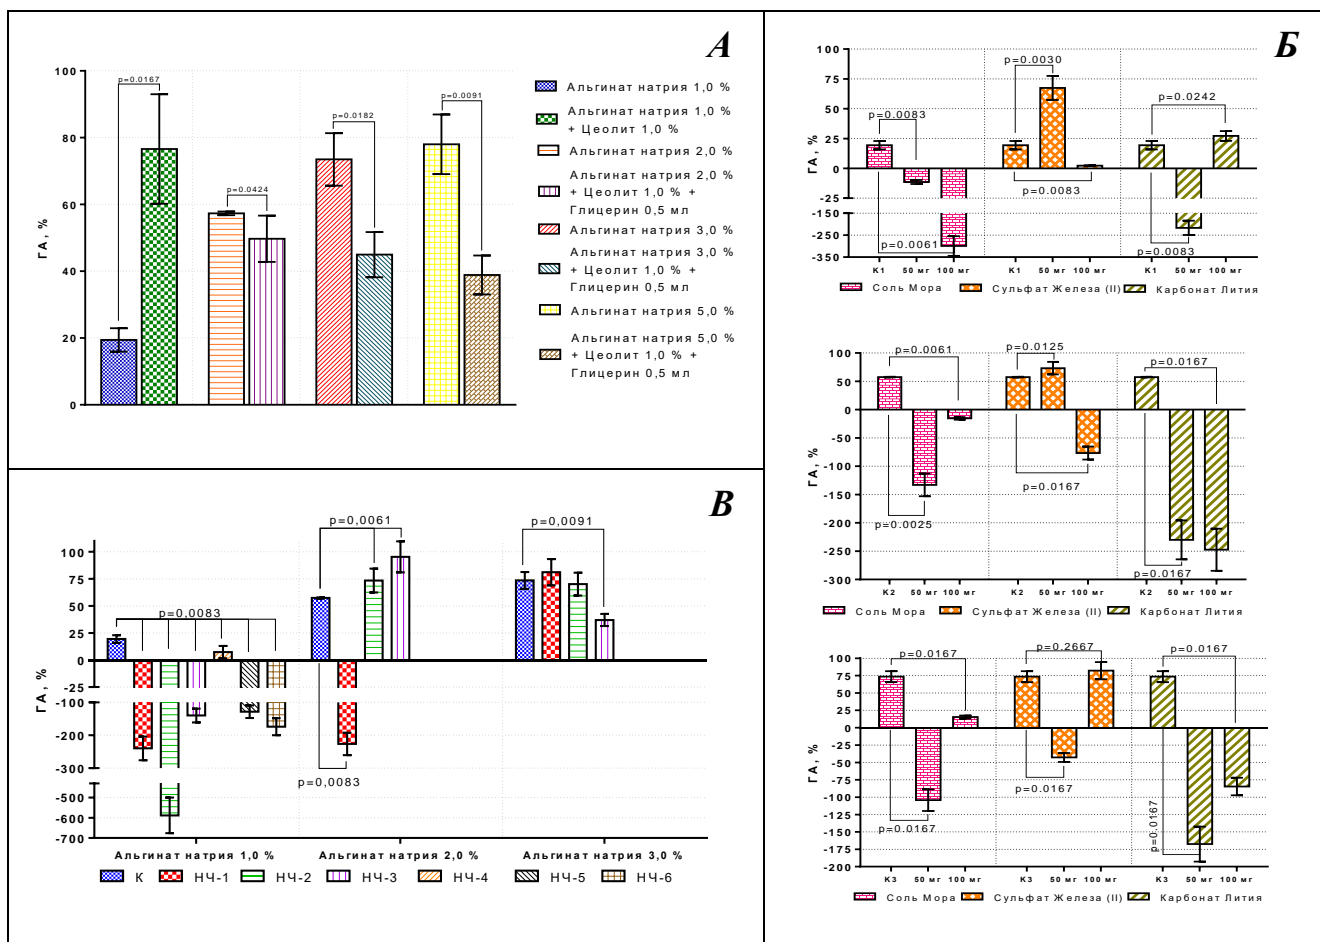 А
100
80
60
40
20
0
ГА, %
p=0.0167
p=0.0424
p=0.0182
p=0.0091
Альгинат натрия 1,0 %
Альгинат натрия 1,0 %
+ Цеолит 1,0 %
Альгинат натрия 2,0 %
Альгинат натрия 2,0 %
+ Цеолит 1,0 % +
Глицерин 0,5 мл
Альгинат натрия 3,0 %
Альгинат натрия 3,0 %
+ Цеолит 1,0 % +
Глицерин 0,5 мл
Альгинат натрия 5,0 %
Альгинат натрия 5,0 %
+ Цеолит 1,0 % +
Глицерин 0,5 мл
Б
100
75
50
25
0
-25
-150
-250
-350
ГА, %
p=0.0083
p=0.0061
p=0.0030
p=0.0083
p=0.0242
p=0.0083
К1 50 мг 100 мг К1 50 мг 100 мг К1 50 мг 100 мг
Соль Мора Сульфат Железа (II) Карбонат Лития
100
50
0
-50
-100
-150
-200
-250
-300
ГА, %
p=0.0061
p=0.0025
p=0.0125
p=0.0167
p=0.0167
p=0.0167
К2 50 мг 100 мг К2 50 мг 100 мг К2 50 мг 100 мг
Соль Мора Сульфат Железа (II) Карбонат Лития
100
75
50
25
0
-25
-50
-75
-100
-125
-150
-175
-200
ГА, %
p=0.0167
p=0.0167
p=0.2667
p=0.0167
p=0.0167
p=0.0167
К3 50 мг 100 мг К3 50 мг 100 мг К3 50 мг 100 мг
Соль Мора Сульфат Железа (II) Карбонат Лития
В
100
75
50
25
0
-25
-100
-200
-300
-500
-600
-700
ГА, %
p=0,0083
p=0,0061
p=0,0083
p=0,0091
Альгинат натрия 1,0 % Альгинат натрия 2,0 % Альгинат натрия 3,0 %
К НЧ-1 НЧ-2 НЧ-3 НЧ-4 НЧ-5 НЧ-6